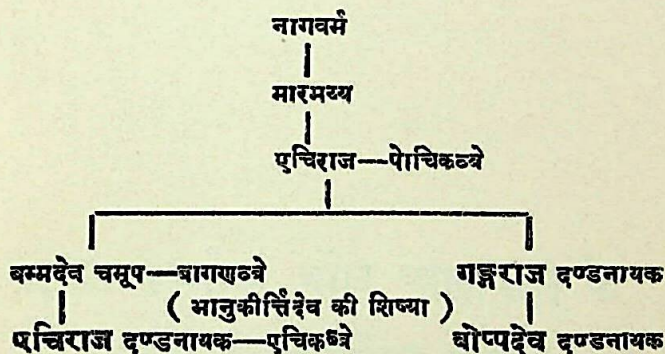 नागवर्म
मारमय्य
एचिराज—पोचिकब्बे
बम्मदेव चमूप—बागणब्बे गङ्गराज दण्डनायक
( भानुकीर्त्तिदेव की शिष्या )
एचिराज दण्डनायक—एचिकब्बे बोप्पदेव दण्डनायक